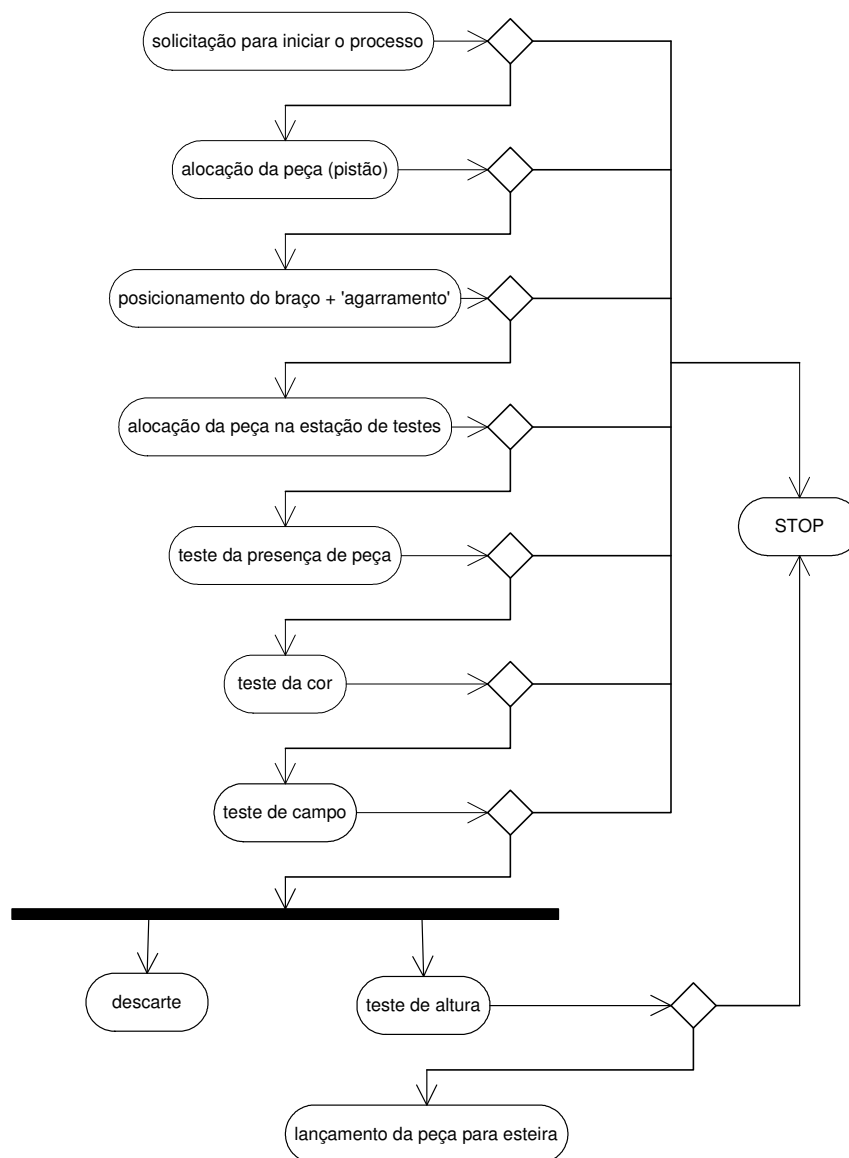 solicitação para iniciar o processo
alocação da peça (pistão)
posicionamento do braço + 'agarramento'
alocação da peça na estação de testes
STOP
teste da presença de peça
teste da cor
teste de campo
descarte
teste de altura
lançamento da peça para esteira